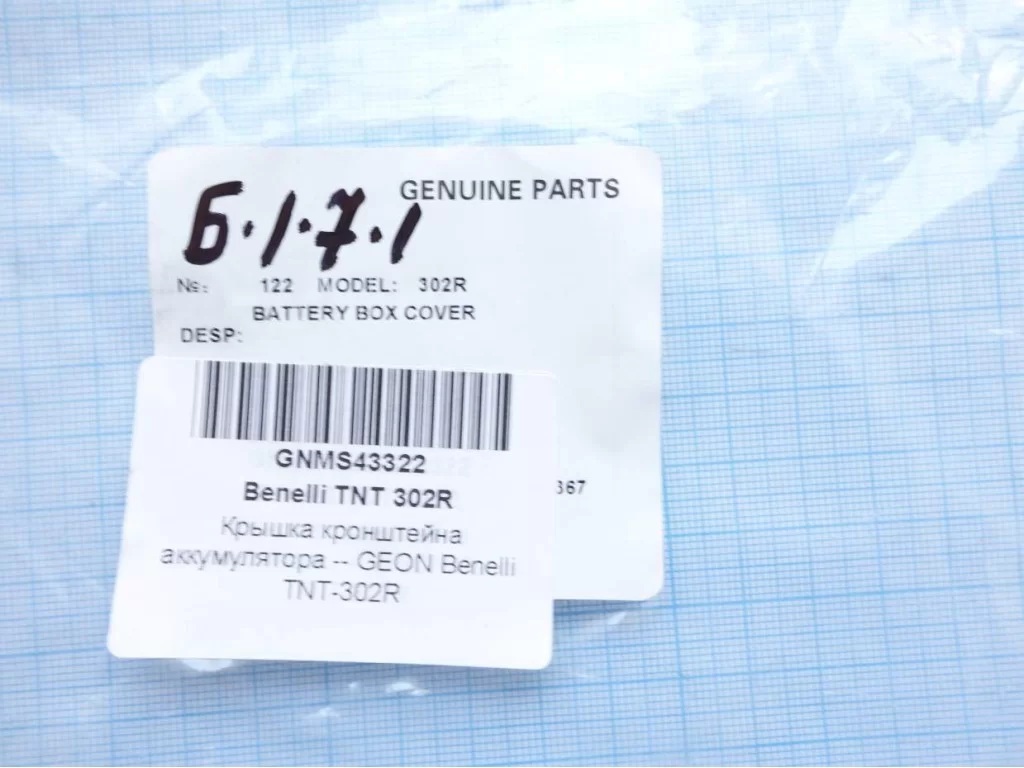 GENUINE PARTS
Б.1.7.1
№: 122 MODEL: 302R
BATTERY BOX COVER
DESP:
GNMS43322
367
Benelli TNT 302R
Крышка кронштейна
аккумулятора -- GEON Benelli
TNT-302R